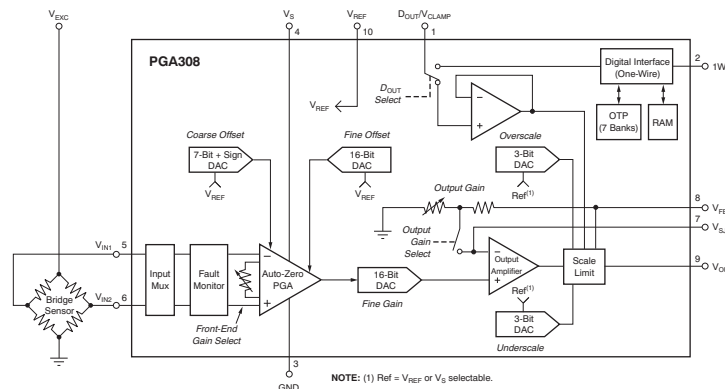 VEXC
VS
4
VREF
10
DOUT/VCLAMP
1
PGA308
2
1W
Digital Interface
(One-Wire)
OTP
(7 Banks)
RAM
VREF
DOUT
Select
Coarse Offset
7-Bit + Sign
DAC
VREF
Fine Offset
16-Bit
DAC
VREF
Overscale
3-Bit
DAC
Ref(1)
Output Gain
8
7
Output
Gain
Select
VIN1
5
VIN2
6
Bridge
Sensor
Input
Mux
Fault
Monitor
Auto-Zero
PGA
Front-End
Gain Select
16-Bit
DAC
Fine Gain
Output
Amplifier
Scale
Limit
9
Ref(1)
3-Bit
DAC
Underscale
3
GND
NOTE: (1) Ref = VREF or VS selectable.